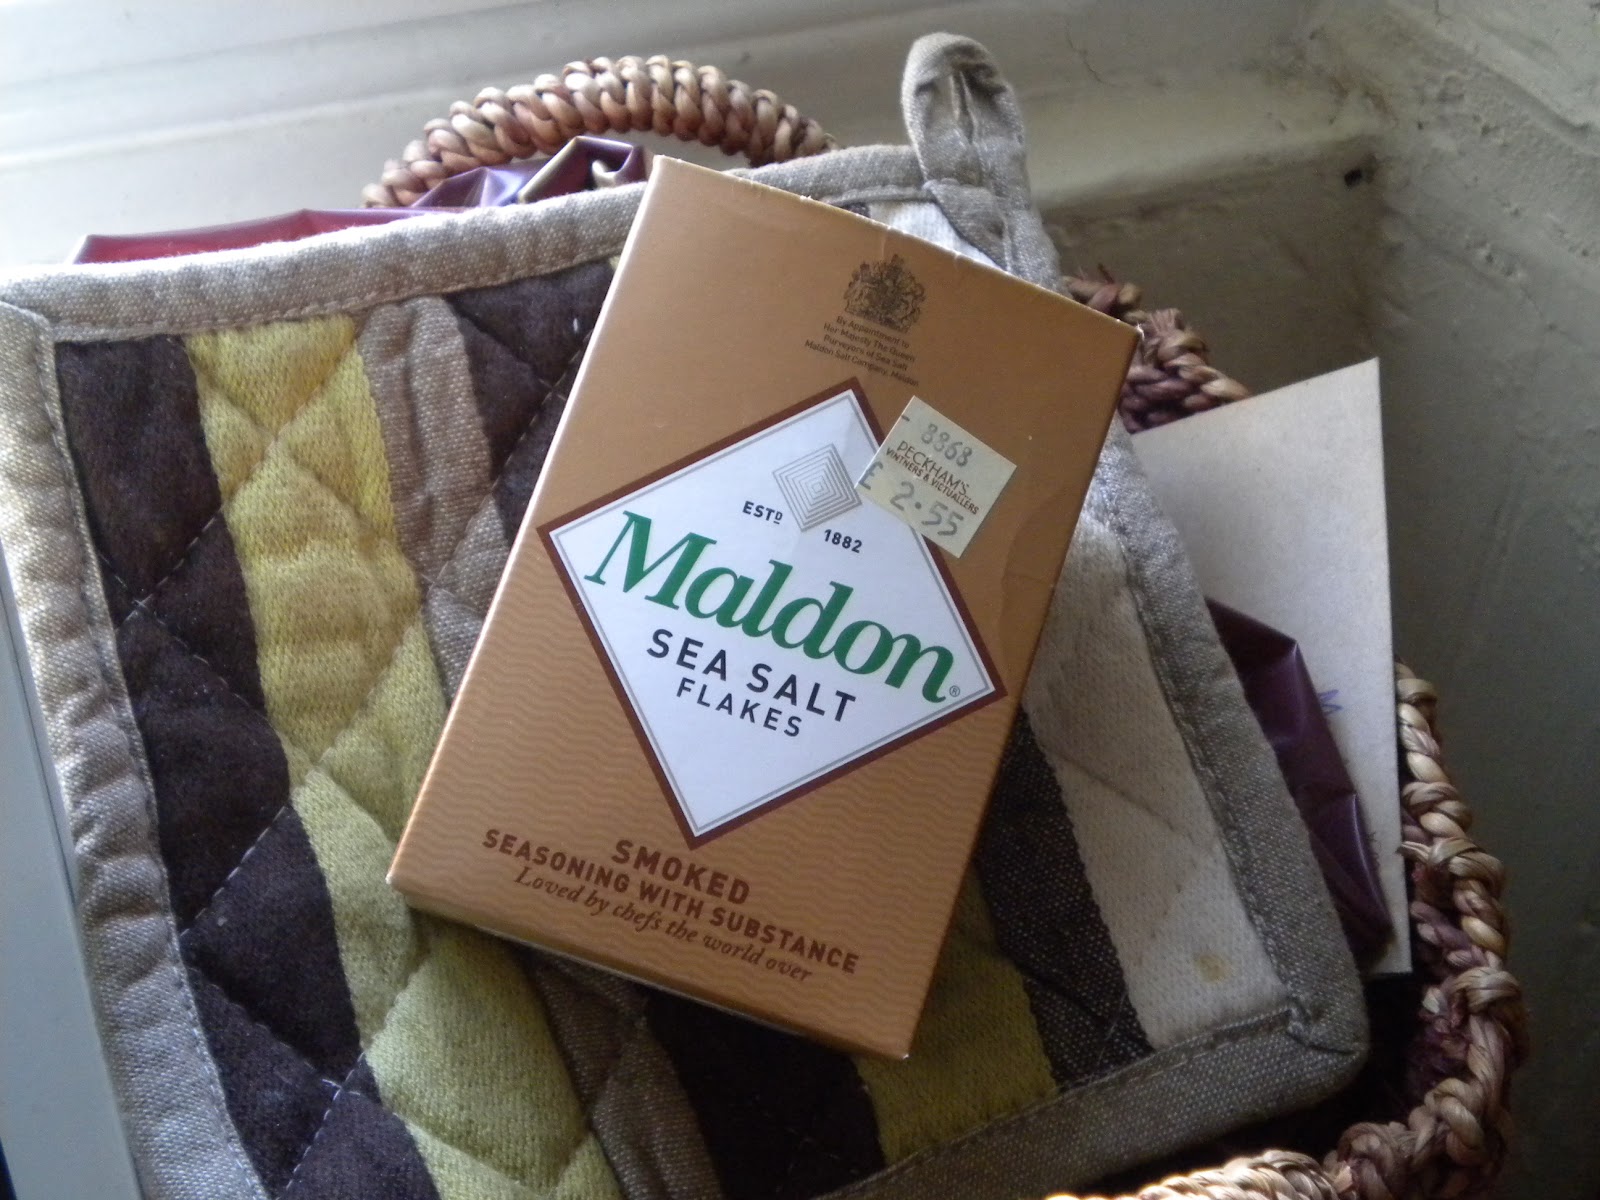 By Appointment to
Her Majesty The Queen
Purveyors of Sea Salt
Maldon Salt Company, Maldon
8868
PECKHAM'S
VINTNERS & VICTUALLERS
£ 2.55
ESTD 1882
Maldon®
SEA SALT
FLAKES
SMOKED
SEASONING WITH SUBSTANCE
Loved by chefs the world over